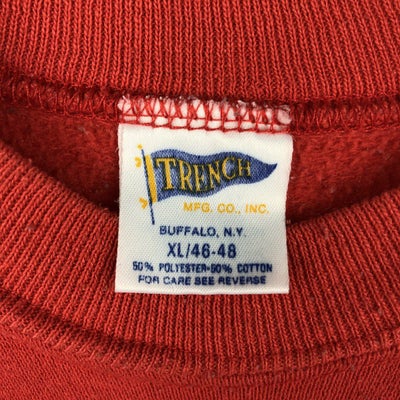 TRENCH
MFG. CO., INC.
BUFFALO, N.Y.
XL/46-48
50% POLYESTER-50% COTTON
FOR CARE SEE REVERSE